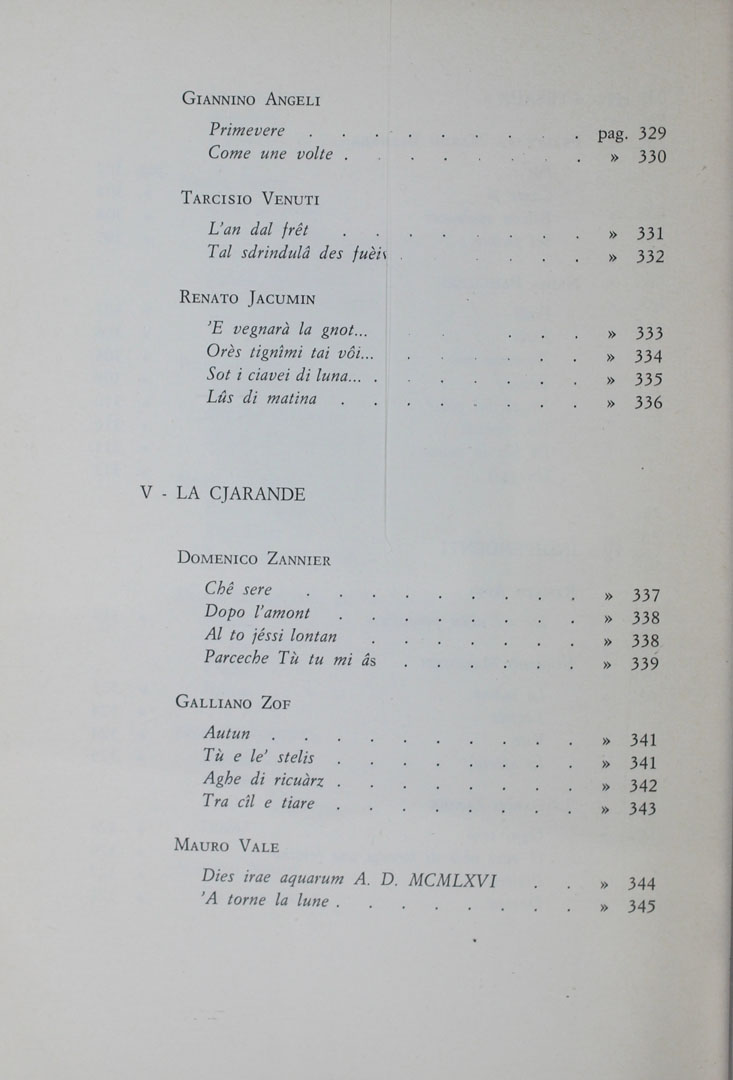 GIANNINO ANGELI
Primevere . . . . . . . . . pag. 329
Come une volte . . . . . . . . » 330
TARCISIO VENUTI
L'an dal frêt . . . . . . . . » 331
Tal sdrindulâ des fuèis . . . . . . » 332
RENATO JACUMIN
'E vegnarà la gnot... . . . . . » 333
Orès tignîmi tai vôi... . . . . . . » 334
Sot i ciavei di luna... . . . . . . . » 335
Lûs di matina . . . . . . . . » 336
V - LA CJARANDE
DOMENICO ZANNIER
Chê sere . . . . . . . . . » 337
Dopo l'amont . . . . . . . . » 338
Al to jéssi lontan . . . . . . . » 338
Parceche Tù tu mi âs . . . . . . » 339
GALLIANO ZOF
Autun . . . . . . . . . . » 341
Tù e le' stelis . . . . . . . . » 341
Aghe di ricuàrz . . . . . . . . » 342
Tra cîl e tiare . . . . . . . . » 343
MAURO VALE
Dies irae aquarum A. D. MCMLXVI . . » 344
'A torne la lune . . . . . . . . » 345